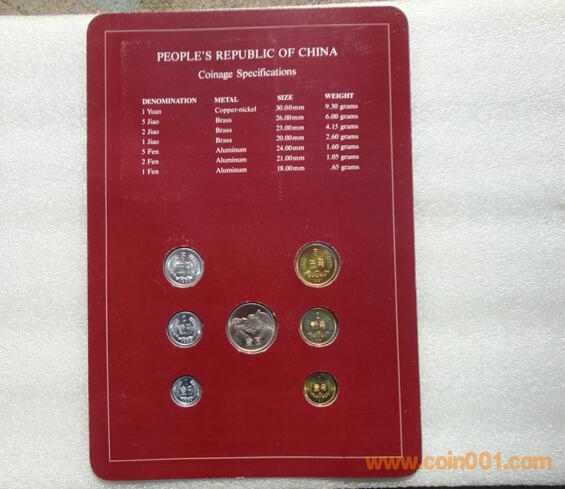 PEOPLE'S REPUBLIC OF CHINA
Coinage Specifications
DENOMINATION METAL SIZE WEIGHT
1 Yuan Copper-nickel 30.00mm 9.30 grams
5 Jiao Brass 26.00mm 6.00 grams
2 Jiao Brass 23.00mm 4.15 grams
1 Jiao Brass 20.00mm 2.60 grams
5 Fen Aluminum 24.00mm 1.60 grams
2 Fen Aluminum 21.00mm 1.05 grams
1 Fen Aluminum 18.00mm .65 grams
www.coin001.com